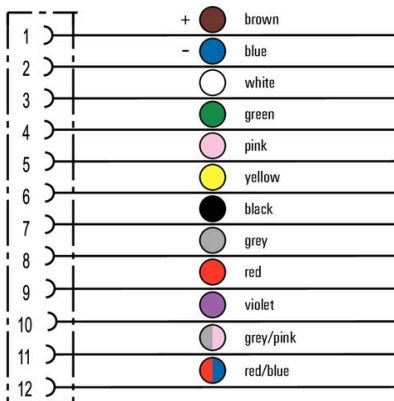 + brown
1
- blue
2
white
3
green
4
pink
5
yellow
6
black
7
grey
8
red
9
violet
10
grey/pink
11
red/blue
12